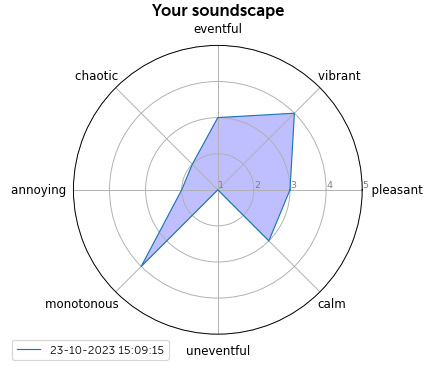 Your soundscape
eventful
chaotic
vibrant
annoying
1
2
3
4
5
pleasant
monotonous
calm
uneventful
23-10-2023 15:09:15